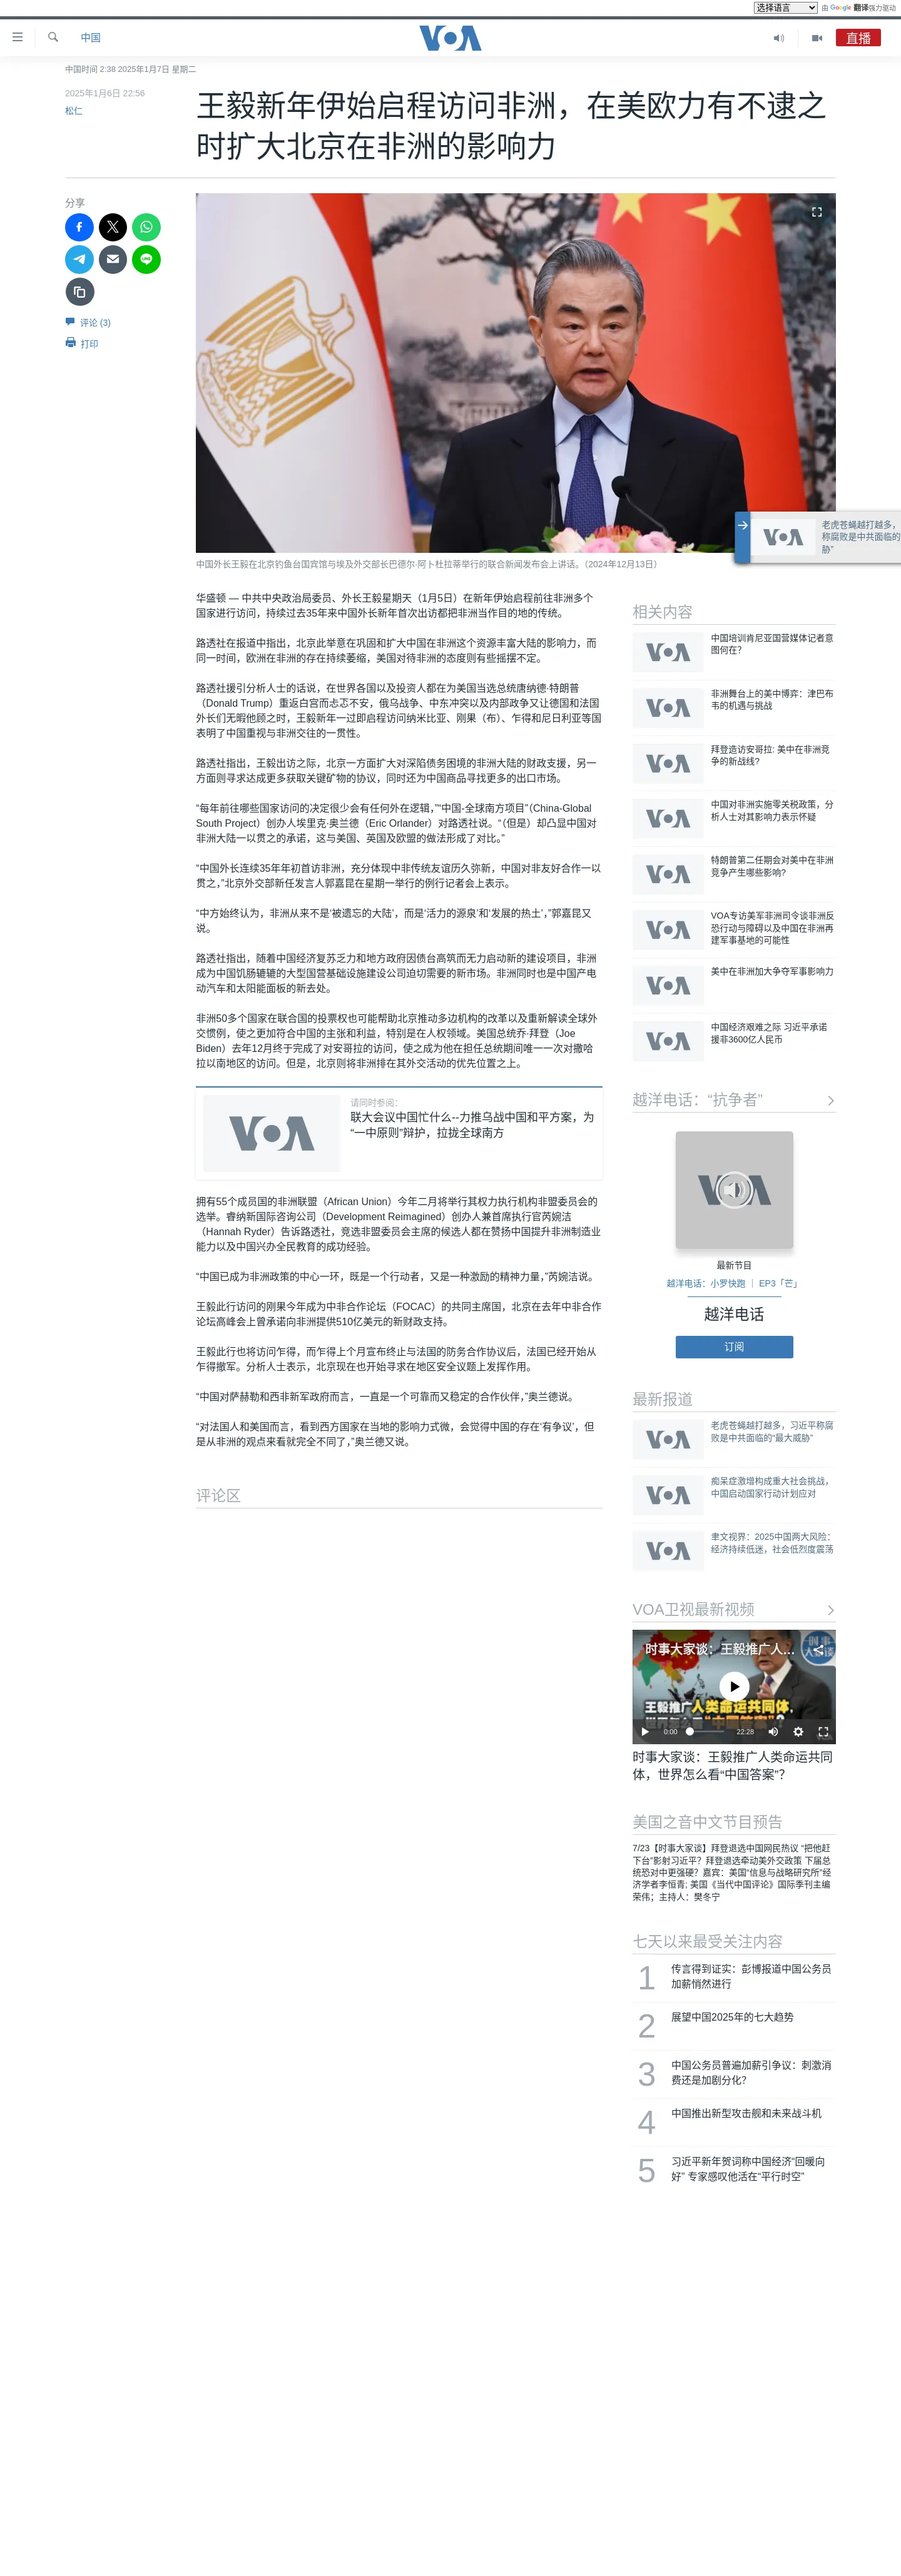 选择语言 由 Google 翻译强力驱动
中国
VOA
直播
中国时间 2:38 2025年1月7日 星期二
2025年1月6日 22:56
松仁
王毅新年伊始启程访问非洲，在美欧力有不逮之
时扩大北京在非洲的影响力
分享
评论 (3)
打印
老虎苍蝇越打越多，
称腐败是中共面临的
胁”
中国外长王毅在北京钓鱼台国宾馆与埃及外交部长巴德尔·阿卜杜拉蒂举行的联合新闻发布会上讲话。（2024年12月13日）
华盛顿 — 中共中央政治局委员、外长王毅星期天（1月5日）在新年伊始启程前往非洲多个
国家进行访问，持续过去35年来中国外长新年首次出访都把非洲当作目的地的传统。
路透社在报道中指出，北京此举意在巩固和扩大中国在非洲这个资源丰富大陆的影响力，而
同一时间，欧洲在非洲的存在持续萎缩，美国对待非洲的态度则有些摇摆不定。
路透社援引分析人士的话说，在世界各国以及投资人都在为美国当选总统唐纳德·特朗普
（Donald Trump）重返白宫而忐忑不安，俄乌战争、中东冲突以及内部政争又让德国和法国
外长们无暇他顾之时，王毅新年一过即启程访问纳米比亚、刚果（布）、乍得和尼日利亚等国
表明了中国重视与非洲交往的一贯性。
路透社指出，王毅出访之际，北京一方面扩大对深陷债务困境的非洲大陆的财政支援，另一
方面则寻求达成更多获取关键矿物的协议，同时还为中国商品寻找更多的出口市场。
“每年前往哪些国家访问的决定很少会有任何外在逻辑，”“中国-全球南方项目”（China-Global
South Project）创办人埃里克·奥兰德（Eric Orlander）对路透社说。“（但是）却凸显中国对
非洲大陆一以贯之的承诺，这与美国、英国及欧盟的做法形成了对比。”
“中国外长连续35年年初首访非洲，充分体现中非传统友谊历久弥新，中国对非友好合作一以
贯之，”北京外交部新任发言人郭嘉昆在星期一举行的例行记者会上表示。
“中方始终认为，非洲从来不是‘被遗忘的大陆’，而是‘活力的源泉’和‘发展的热土’，”郭嘉昆又
说。
路透社指出，随着中国经济复苏乏力和地方政府因债台高筑而无力启动新的建设项目，非洲
成为中国饥肠辘辘的大型国营基础设施建设公司迫切需要的新市场。非洲同时也是中国产电
动汽车和太阳能面板的新去处。
非洲50多个国家在联合国的投票权也可能帮助北京推动多边机构的改革以及重新解读全球外
交惯例，使之更加符合中国的主张和利益，特别是在人权领域。美国总统乔·拜登（Joe
Biden）去年12月终于完成了对安哥拉的访问，使之成为他在担任总统期间唯一一次对撒哈
拉以南地区的访问。但是，北京则将非洲排在其外交活动的优先位置之上。
VOA
请同时参阅：
联大会议中国忙什么--力推乌战中国和平方案，为
“一中原则”辩护，拉拢全球南方
拥有55个成员国的非洲联盟（African Union）今年二月将举行其权力执行机构非盟委员会的
选举。睿纳新国际咨询公司（Development Reimagined）创办人兼首席执行官芮婉洁
（Hannah Ryder）告诉路透社，竞选非盟委员会主席的候选人都在赞扬中国提升非洲制造业
能力以及中国兴办全民教育的成功经验。
“中国已成为非洲政策的中心一环，既是一个行动者，又是一种激励的精神力量，”芮婉洁说。
王毅此行访问的刚果今年成为中非合作论坛（FOCAC）的共同主席国，北京在去年中非合作
论坛高峰会上曾承诺向非洲提供510亿美元的新财政支持。
王毅此行也将访问乍得，而乍得上个月宣布终止与法国的防务合作协议后，法国已经开始从
乍得撤军。分析人士表示，北京现在也开始寻求在地区安全议题上发挥作用。
“中国对萨赫勒和西非新军政府而言，一直是一个可靠而又稳定的合作伙伴，”奥兰德说。
“对法国人和美国而言，看到西方国家在当地的影响力式微，会觉得中国的存在‘有争议’，但
是从非洲的观点来看就完全不同了，”奥兰德又说。
评论区
相关内容
中国培训肯尼亚国营媒体记者意
图何在？
非洲舞台上的美中博弈：津巴布
韦的机遇与挑战
拜登造访安哥拉: 美中在非洲竞
争的新战线?
中国对非洲实施零关税政策，分
析人士对其影响力表示怀疑
特朗普第二任期会对美中在非洲
竞争产生哪些影响?
VOA专访美军非洲司令谈非洲反
恐行动与障碍以及中国在非洲再
建军事基地的可能性
美中在非洲加大争夺军事影响力
中国经济艰难之际 习近平承诺
援非3600亿人民币
越洋电话：“抗争者”
最新节目
越洋电话：小罗快跑 ｜ EP3「芒」
越洋电话
订阅
最新报道
老虎苍蝇越打越多，习近平称腐
败是中共面临的“最大威胁”
痴呆症激增构成重大社会挑战，
中国启动国家行动计划应对
聿文视界：2025中国两大风险：
经济持续低迷，社会低烈度震荡
VOA卫视最新视频
时事大家谈：王毅推广人...
王毅推广人类命运共同体,
0:00 22:28
时事大家谈：王毅推广人类命运共同
体，世界怎么看“中国答案”？
美国之音中文节目预告
7/23【时事大家谈】拜登退选中国网民热议 “把他赶
下台”影射习近平？拜登退选牵动美外交政策 下届总
统恐对中更强硬？嘉宾：美国“信息与战略研究所”经
济学者李恒青; 美国《当代中国评论》国际季刊主编
荣伟；主持人：樊冬宁
七天以来最受关注内容
1 传言得到证实：彭博报道中国公务员
加薪悄然进行
2 展望中国2025年的七大趋势
3 中国公务员普遍加薪引争议：刺激消
费还是加剧分化？
4 中国推出新型攻击舰和未来战斗机
5 习近平新年贺词称中国经济“回暖向
好” 专家感叹他活在“平行时空”